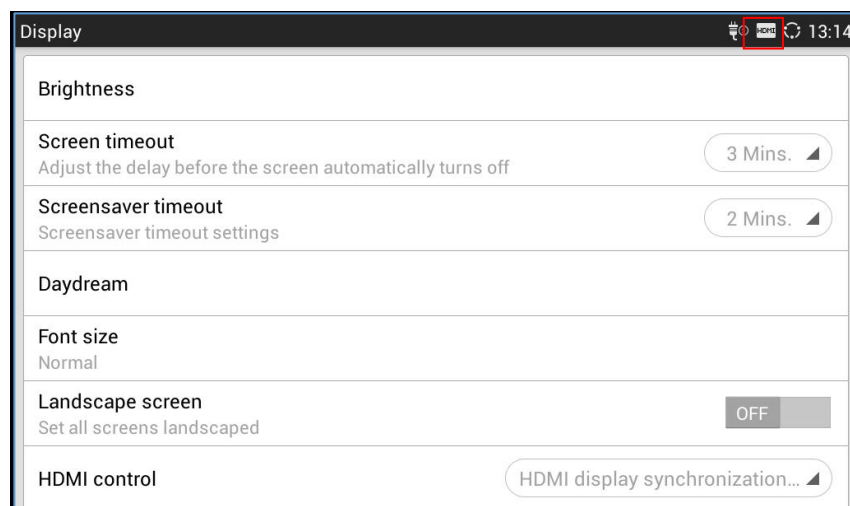 Display HDMI 13:14
Brightness
Screen timeout
Adjust the delay before the screen automatically turns off
3 Mins.
Screensaver timeout
Screensaver timeout settings
2 Mins.
Daydream
Font size
Normal
Landscape screen
Set all screens landscaped
OFF
HDMI control
HDMI display synchronization...